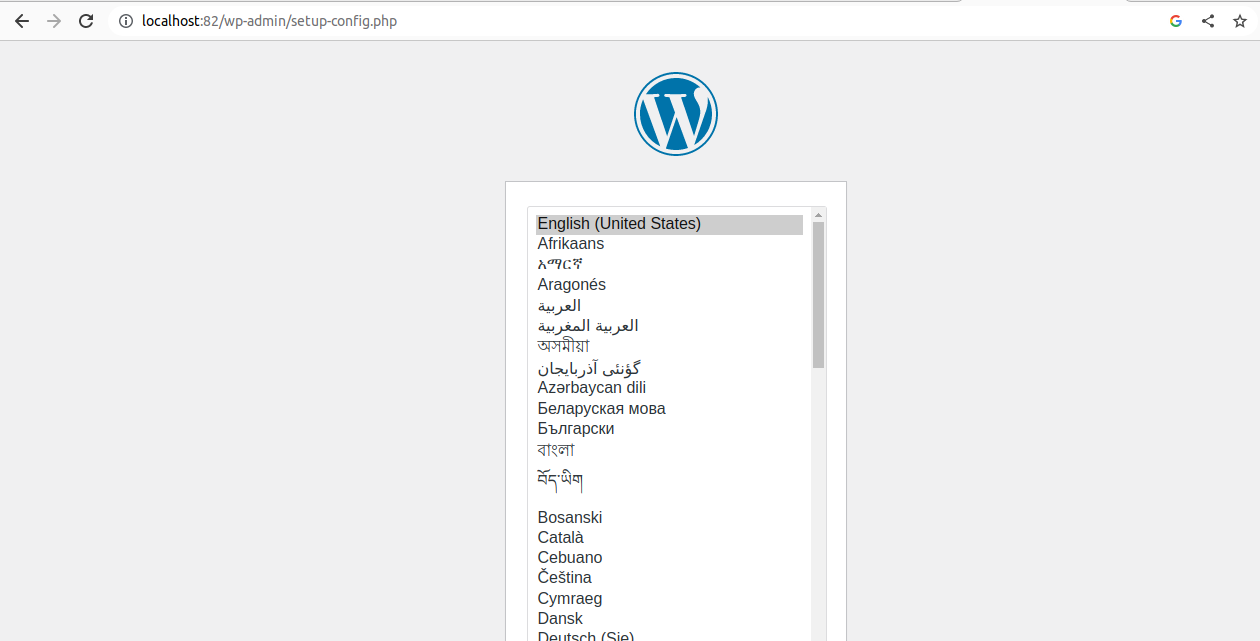 localhost:82/wp-admin/setup-config.php
English (United States)
Afrikaans
አማርኛ
Aragonés
العربية
العربية المغربية
অসমীয়া
گؤنئی آذربایجان
Azərbaycan dili
Беларуская мова
Български
বাংলা
བོད་ཡིག
Bosanski
Català
Cebuano
Čeština
Cymraeg
Dansk
Deutsch (Sie)